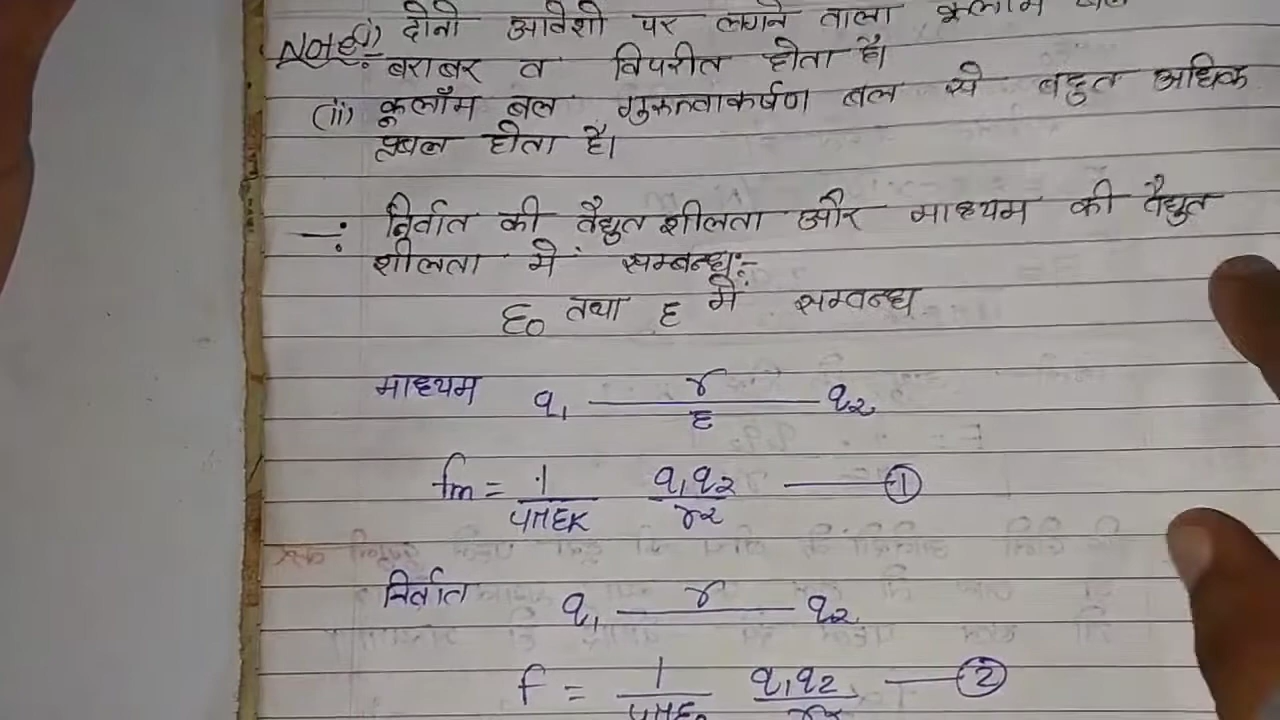 Note:- (i) दोनो आवेशो पर लगने वाला कूलॉम बल
बराबर व विपरीत होता है।
(ii) कूलॉम बल गुरुत्वाकर्षण बल से बहुत अधिक
प्रबल होता है।
निर्वात की वैद्युतशीलता और माध्यम की वैद्युत
शीलता में सम्बन्ध:-
ε₀ तथा ε में सम्बन्ध
माध्यम q₁ r q₂
ε
fm = 1/4πεK q₁q₂/r² ①
निर्वात q₁ r q₂
f = 1/4πε₀ q₁q₂/r² ②